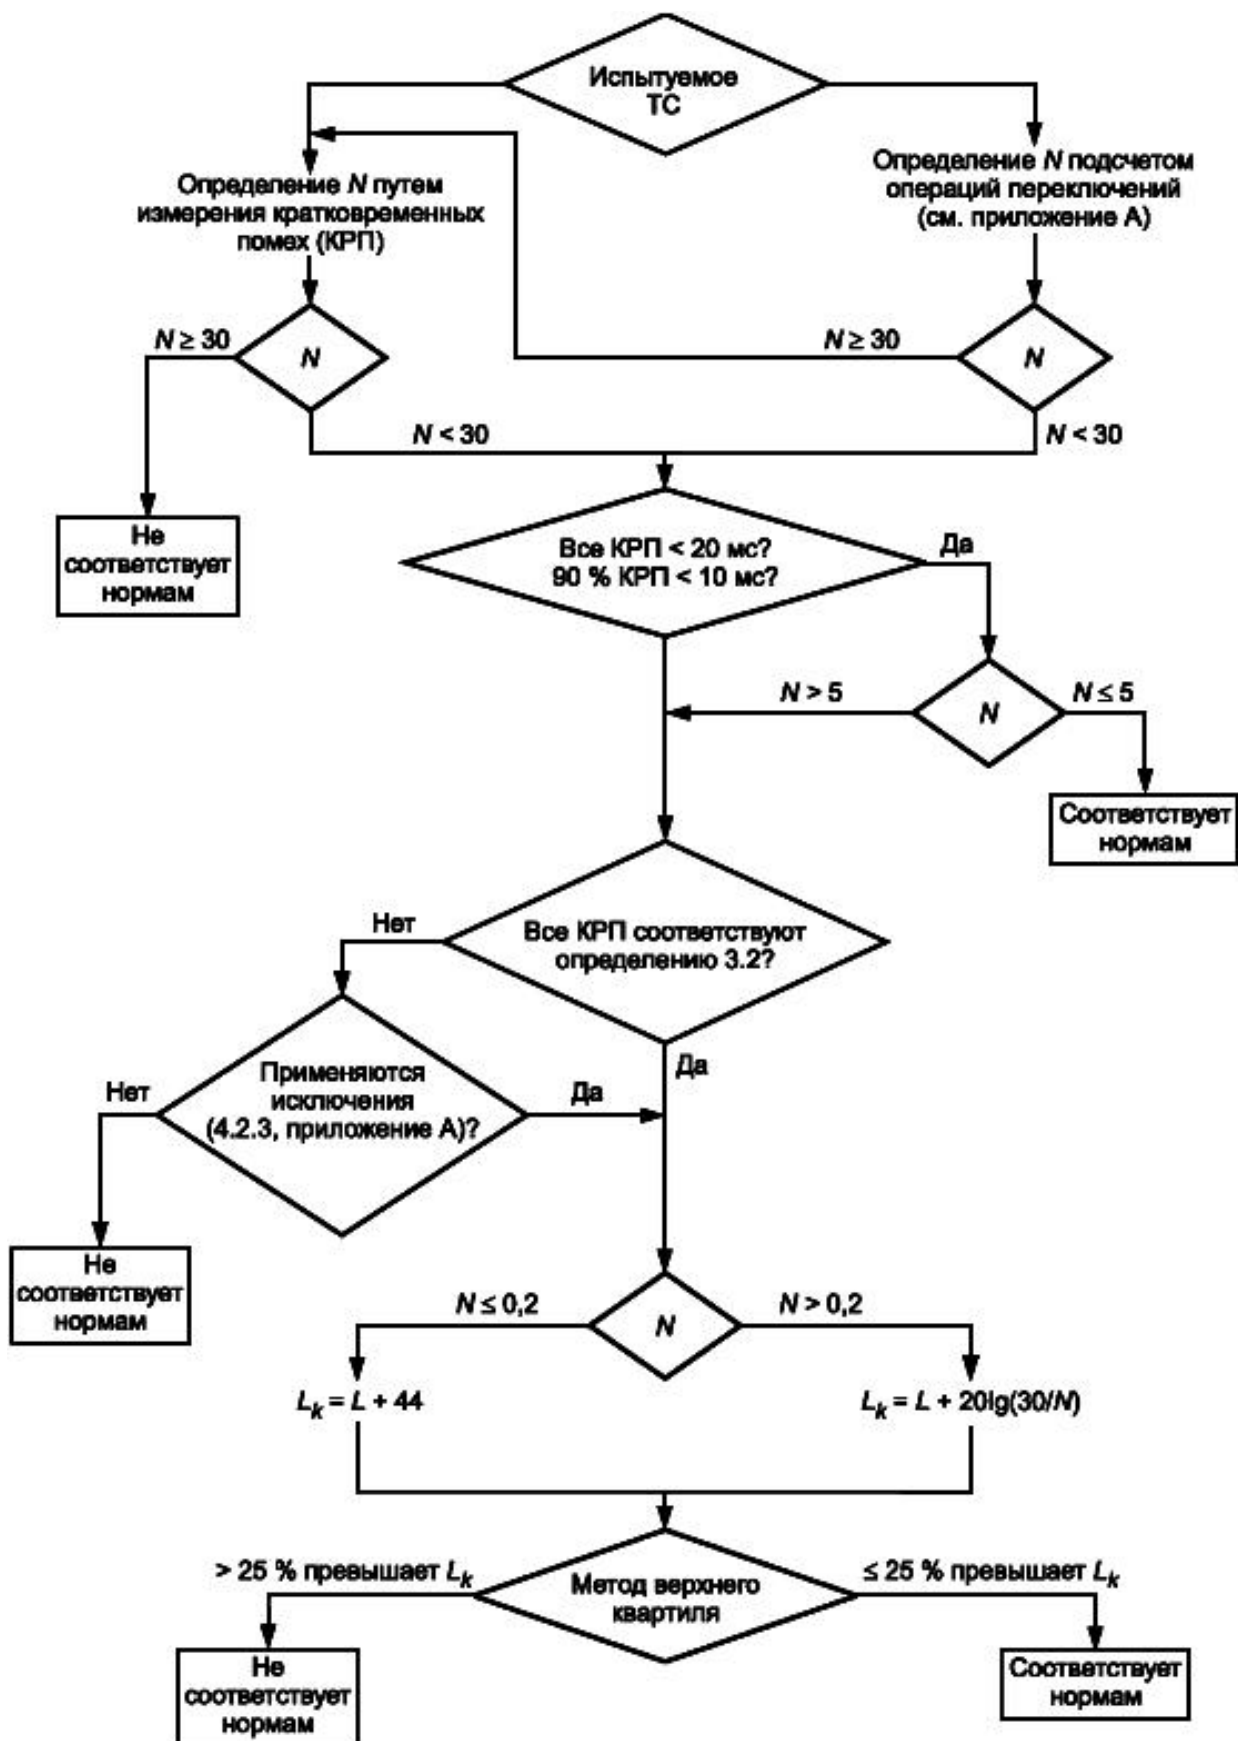 Испытуемое
ТС
Определение N путем
измерения кратковременных
помех (КРП)
Определение N подсчетом
операций переключений
(см. приложение А)
N ≥ 30
N
N ≥ 30
N
N < 30
N < 30
Не
соответствует
нормам
Все КРП < 20 мс?
90 % КРП < 10 мс?
Да
N > 5
N
N ≤ 5
Соответствует
нормам
Нет
Все КРП соответствуют
определению 3.2?
Да
Нет
Применяются
исключения
(4.2.3, приложение А)?
Да
Не
соответствует
нормам
N ≤ 0,2
N
N > 0,2
Lk = L + 44
Lk = L + 20lg(30/N)
> 25 % превышает Lk
Метод верхнего
квартиля
≤ 25 % превышает Lk
Не
соответствует
нормам
Соответствует
нормам